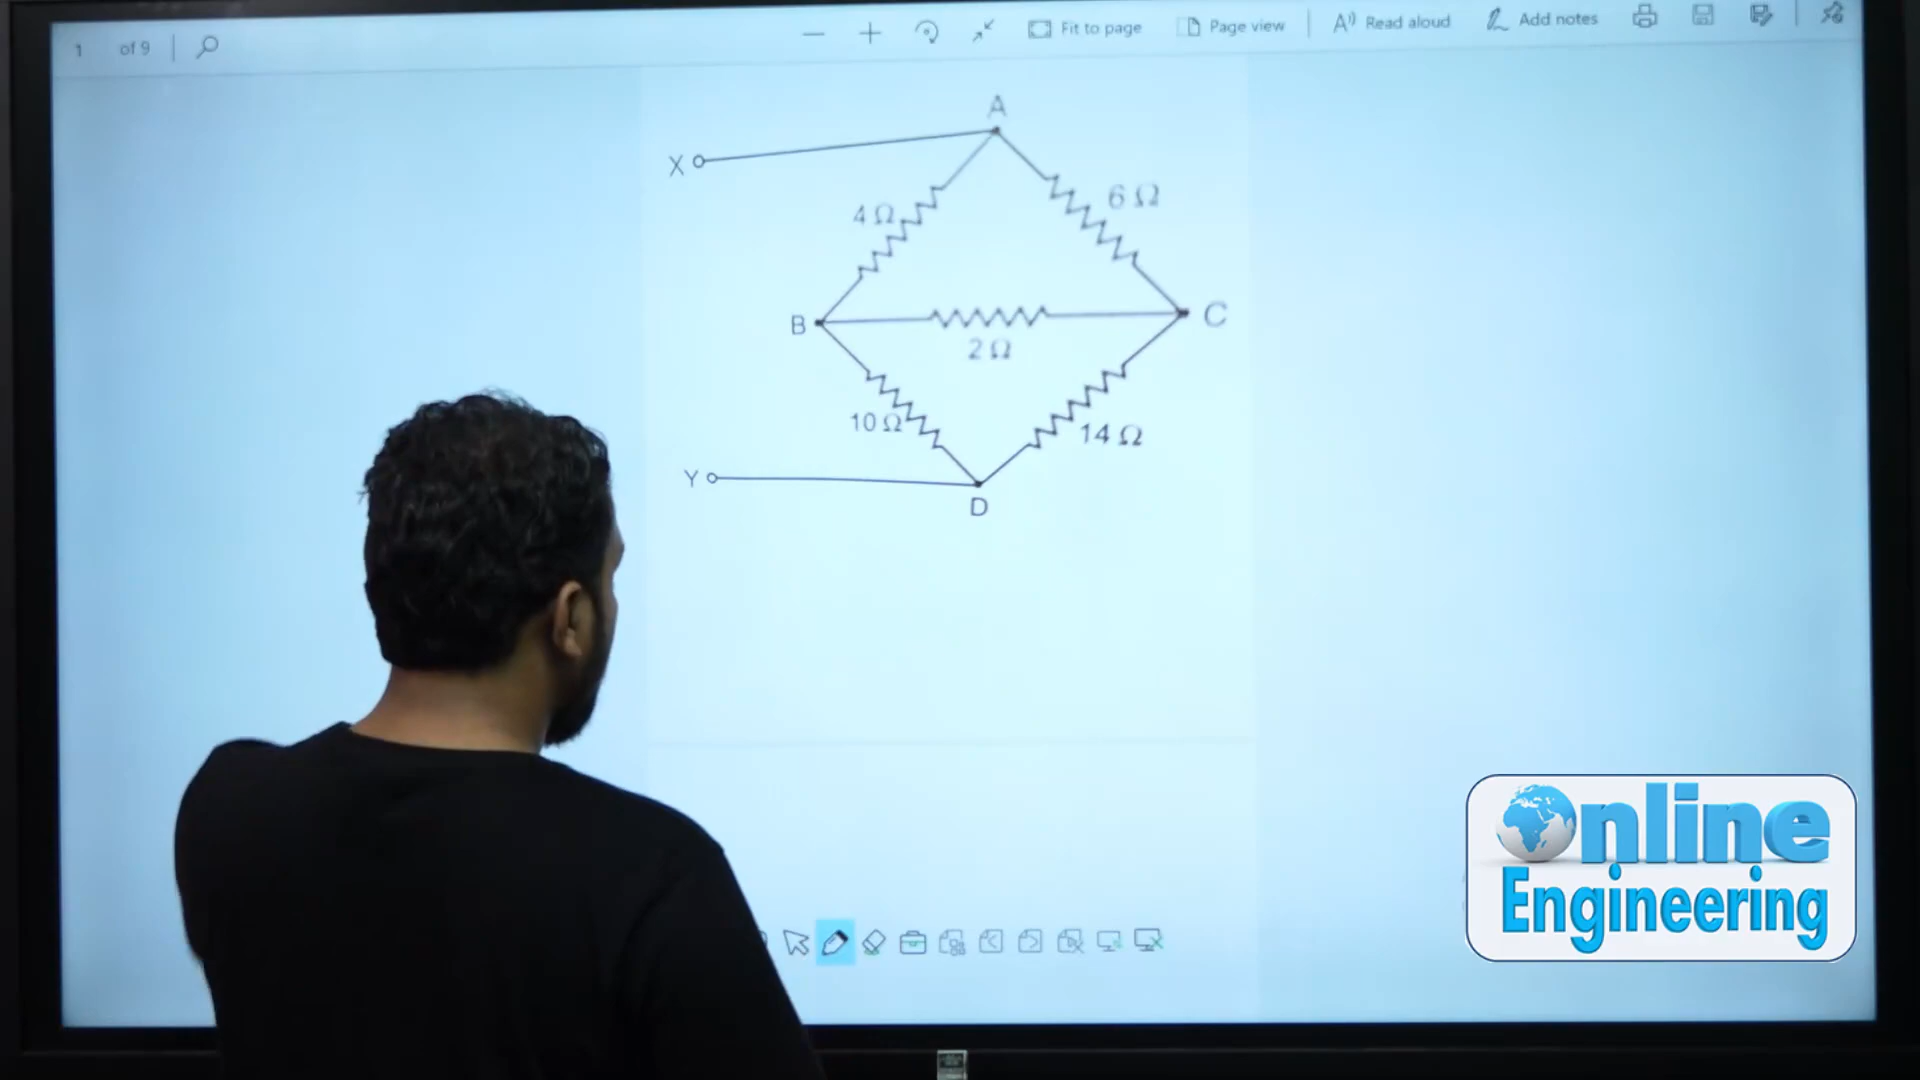 1 of 9
Fit to page
Page view
Read aloud
Add notes
A
X
4 Ω
6 Ω
B
C
2 Ω
10 Ω
14 Ω
Y
D
Online
Engineering